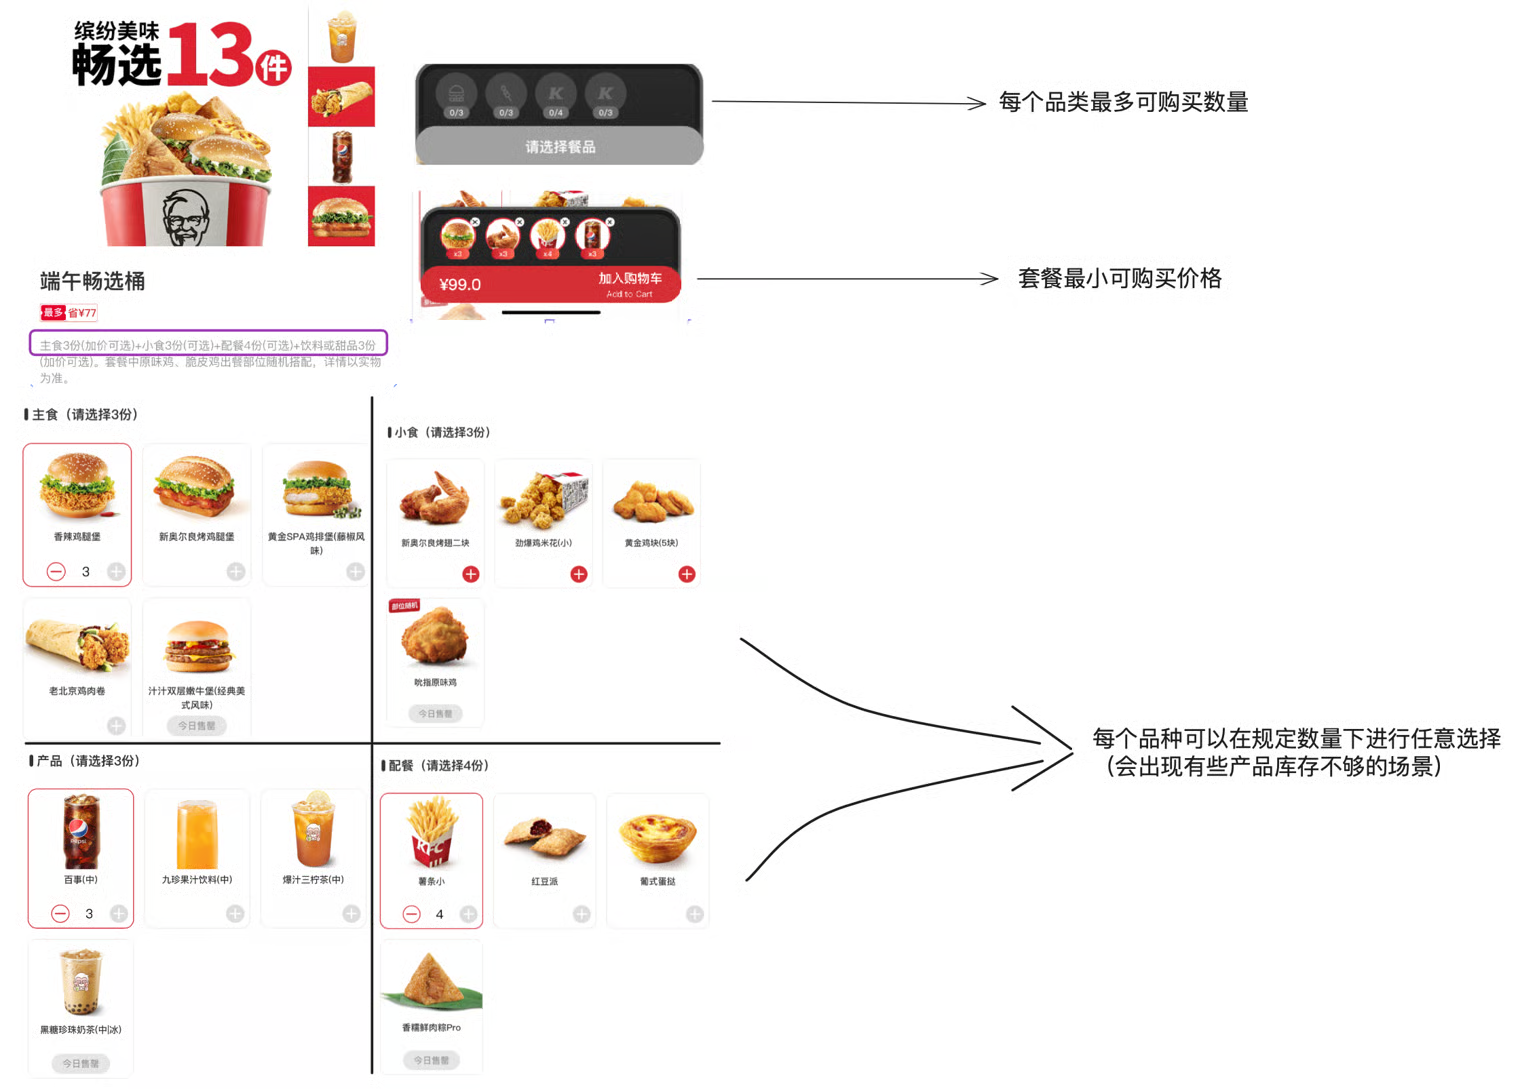 缤纷美味
畅选13件
端午畅选桶
最多 省¥77
主食3份(加价可选)+小食3份(可选)+配餐4份(可选)+饮料或甜品3份
(加价可选)。套餐中原味鸡、脆皮鸡出餐部位随机搭配，详情以实物
为准。
0/3 0/3 0/4 0/3
请选择餐品
每个品类最多可购买数量
x3 x3 x4 x3
¥99.0
加入购物车
Add to Cart
套餐最小可购买价格
主食（请选择3份）
香辣鸡腿堡
新奥尔良烤鸡腿堡
黄金SPA鸡排堡(藤椒风
味)
3
老北京鸡肉卷
汁汁双层嫩牛堡(经典美
式风味)
今日售罄
小食（请选择3份）
新奥尔良烤翅二块
劲爆鸡米花(小)
黄金鸡块(5块)
部位随机
吮指原味鸡
今日售罄
产品（请选择3份）
pepsi
百事(中)
九珍果汁饮料(中)
爆汁三柠茶(中)
3
黑糖珍珠奶茶(中|冰)
今日售罄
配餐（请选择4份）
KFC
薯条小
红豆派
葡式蛋挞
4
香糯鲜肉粽Pro
今日售罄
每个品种可以在规定数量下进行任意选择
（会出现有些产品库存不够的场景）